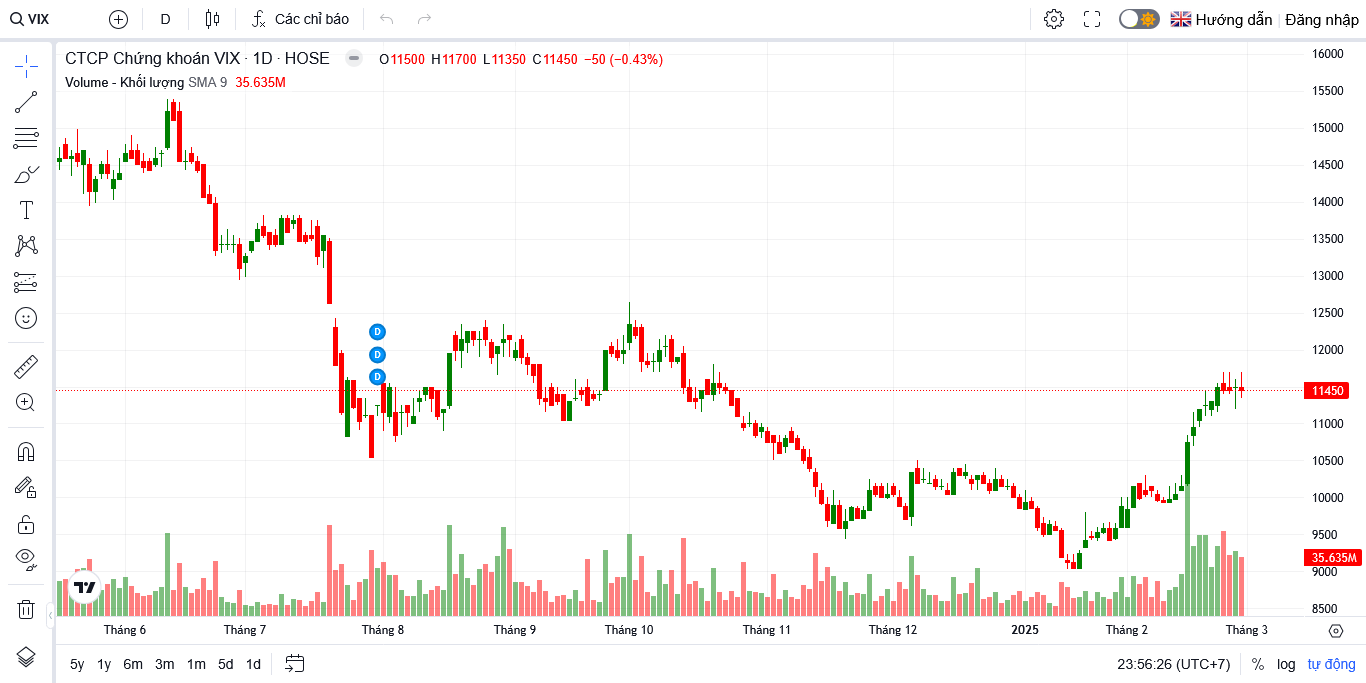 VIX D Các chỉ báo Hướng dẫn Đăng nhập
CTCP Chứng khoán VIX · 1D · HOSE O11500 H11700 L11350 C11450 −50 (−0.43%)
Volume - Khối lượng SMA 9 35.635M
16000
15500
15000
14500
14000
13500
13000
12500
12000
11450
11000
10500
10000
9500
35.635M
9000
8500
D
D
D
Tháng 6 Tháng 7 Tháng 8 Tháng 9 Tháng 10 Tháng 11 Tháng 12 2025 Tháng 2 Tháng 3
5y 1y 6m 3m 1m 5d 1d 23:56:26 (UTC+7) % log tự động